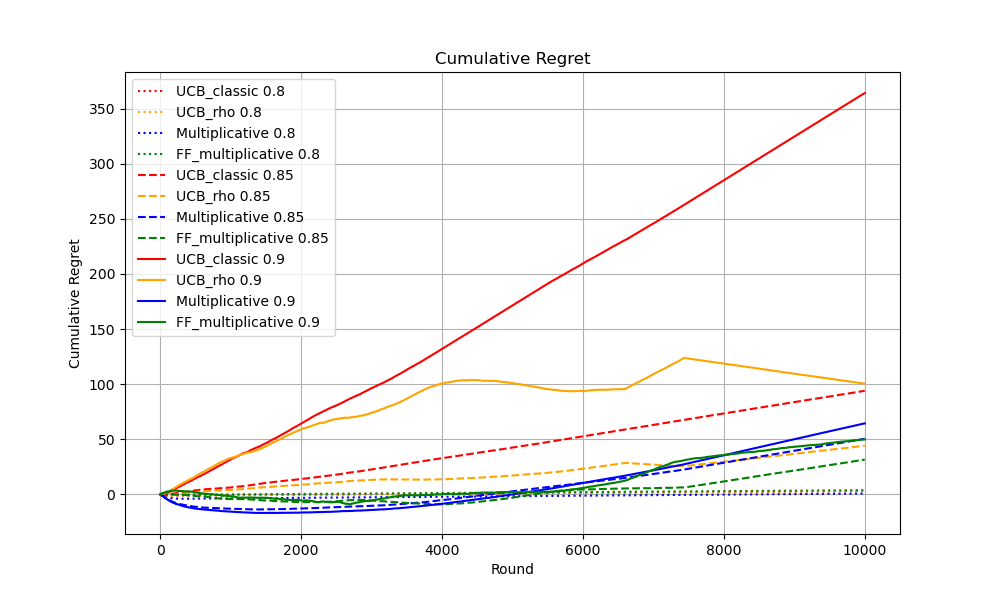 Cumulative Regret
UCB_classic 0.8
UCB_rho 0.8
Multiplicative 0.8
FF_multiplicative 0.8
UCB_classic 0.85
UCB_rho 0.85
Multiplicative 0.85
FF_multiplicative 0.85
UCB_classic 0.9
UCB_rho 0.9
Multiplicative 0.9
FF_multiplicative 0.9
Cumulative Regret
350
300
250
200
150
100
50
0
0 2000 4000 6000 8000 10000
Round